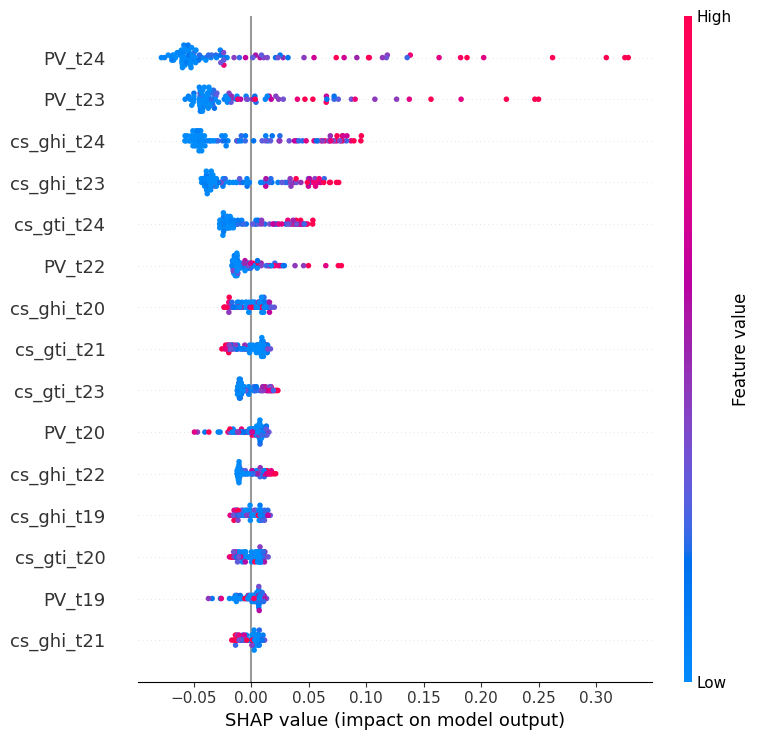 High
PV_t24
PV_t23
cs_ghi_t24
cs_ghi_t23
cs_gti_t24
PV_t22
cs_ghi_t20
cs_gti_t21
cs_gti_t23
PV_t20
cs_ghi_t22
cs_ghi_t19
cs_gti_t20
PV_t19
cs_ghi_t21
Feature value
Low
−0.05 0.00 0.05 0.10 0.15 0.20 0.25 0.30
SHAP value (impact on model output)